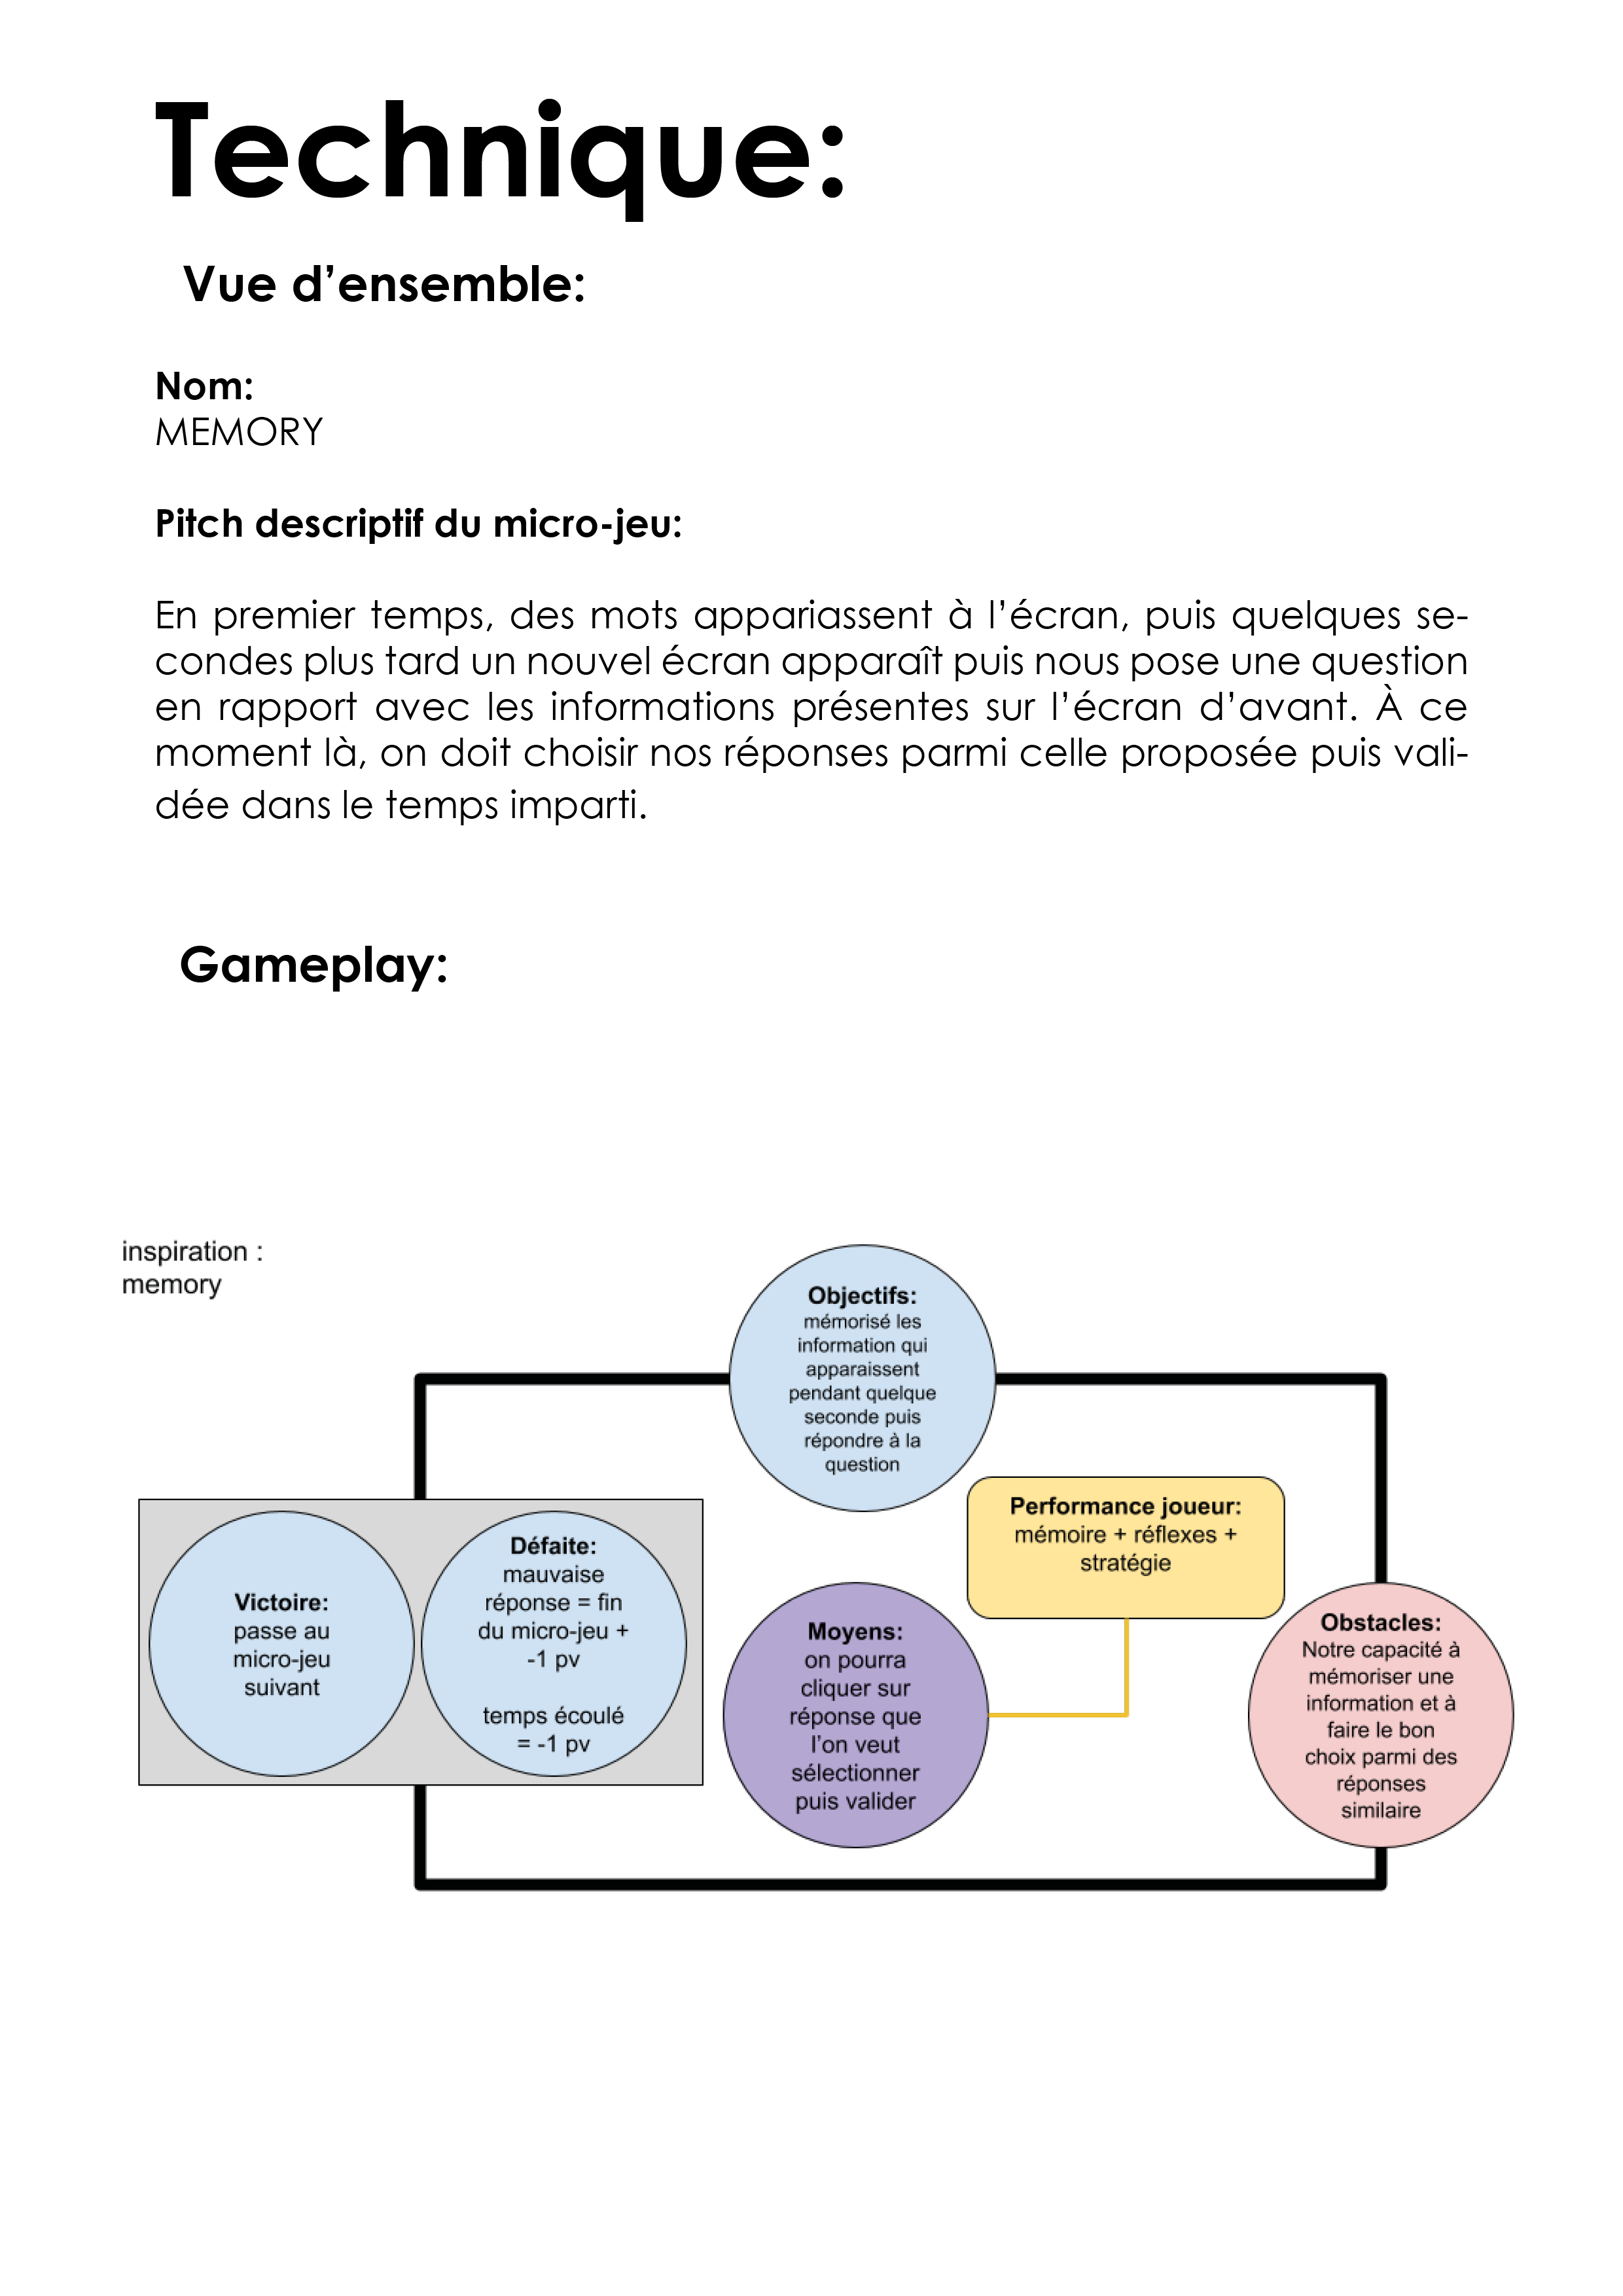 Technique:
Vue d’ensemble:
Nom:
MEMORY
Pitch descriptif du micro-jeu:
En premier temps, des mots appariassent à l’écran, puis quelques se-
condes plus tard un nouvel écran apparaît puis nous pose une question
en rapport avec les informations présentes sur l’écran d’avant. À ce
moment là, on doit choisir nos réponses parmi celle proposée puis vali-
dée dans le temps imparti.
Gameplay:
inspiration :
memory
Objectifs:
mémorisé les
information qui
apparaissent
pendant quelque
seconde puis
répondre à la
question
Performance joueur:
mémoire + réflexes +
stratégie
Victoire:
passe au
micro-jeu
suivant
Défaite:
mauvaise
réponse = fin
du micro-jeu +
-1 pv
temps écoulé
= -1 pv
Moyens:
on pourra
cliquer sur
réponse que
l’on veut
sélectionner
puis valider
Obstacles:
Notre capacité à
mémoriser une
information et à
faire le bon
choix parmi des
réponses
similaire